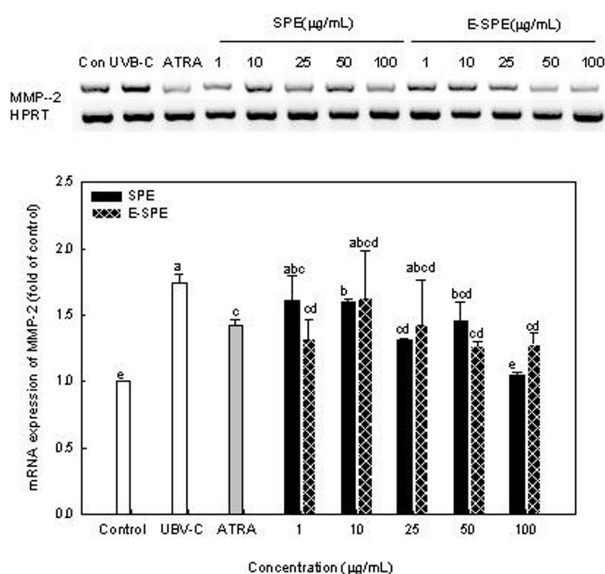 SPE(μg/mL) E-SPE(μg/mL)
Con UVB-C ATRA 1 10 25 50 100 1 10 25 50 100
MMP--2
HPRT
2.5
SPE
E-SPE
2.0
1.5
1.0
0.5
0.0
mRNA expression of MMP-2 (fold of control)
e a c abc cd b abcd cd abcd bcd cd e cd
Control UBV-C ATRA 1 10 25 50 100
Concentration (μg/mL)